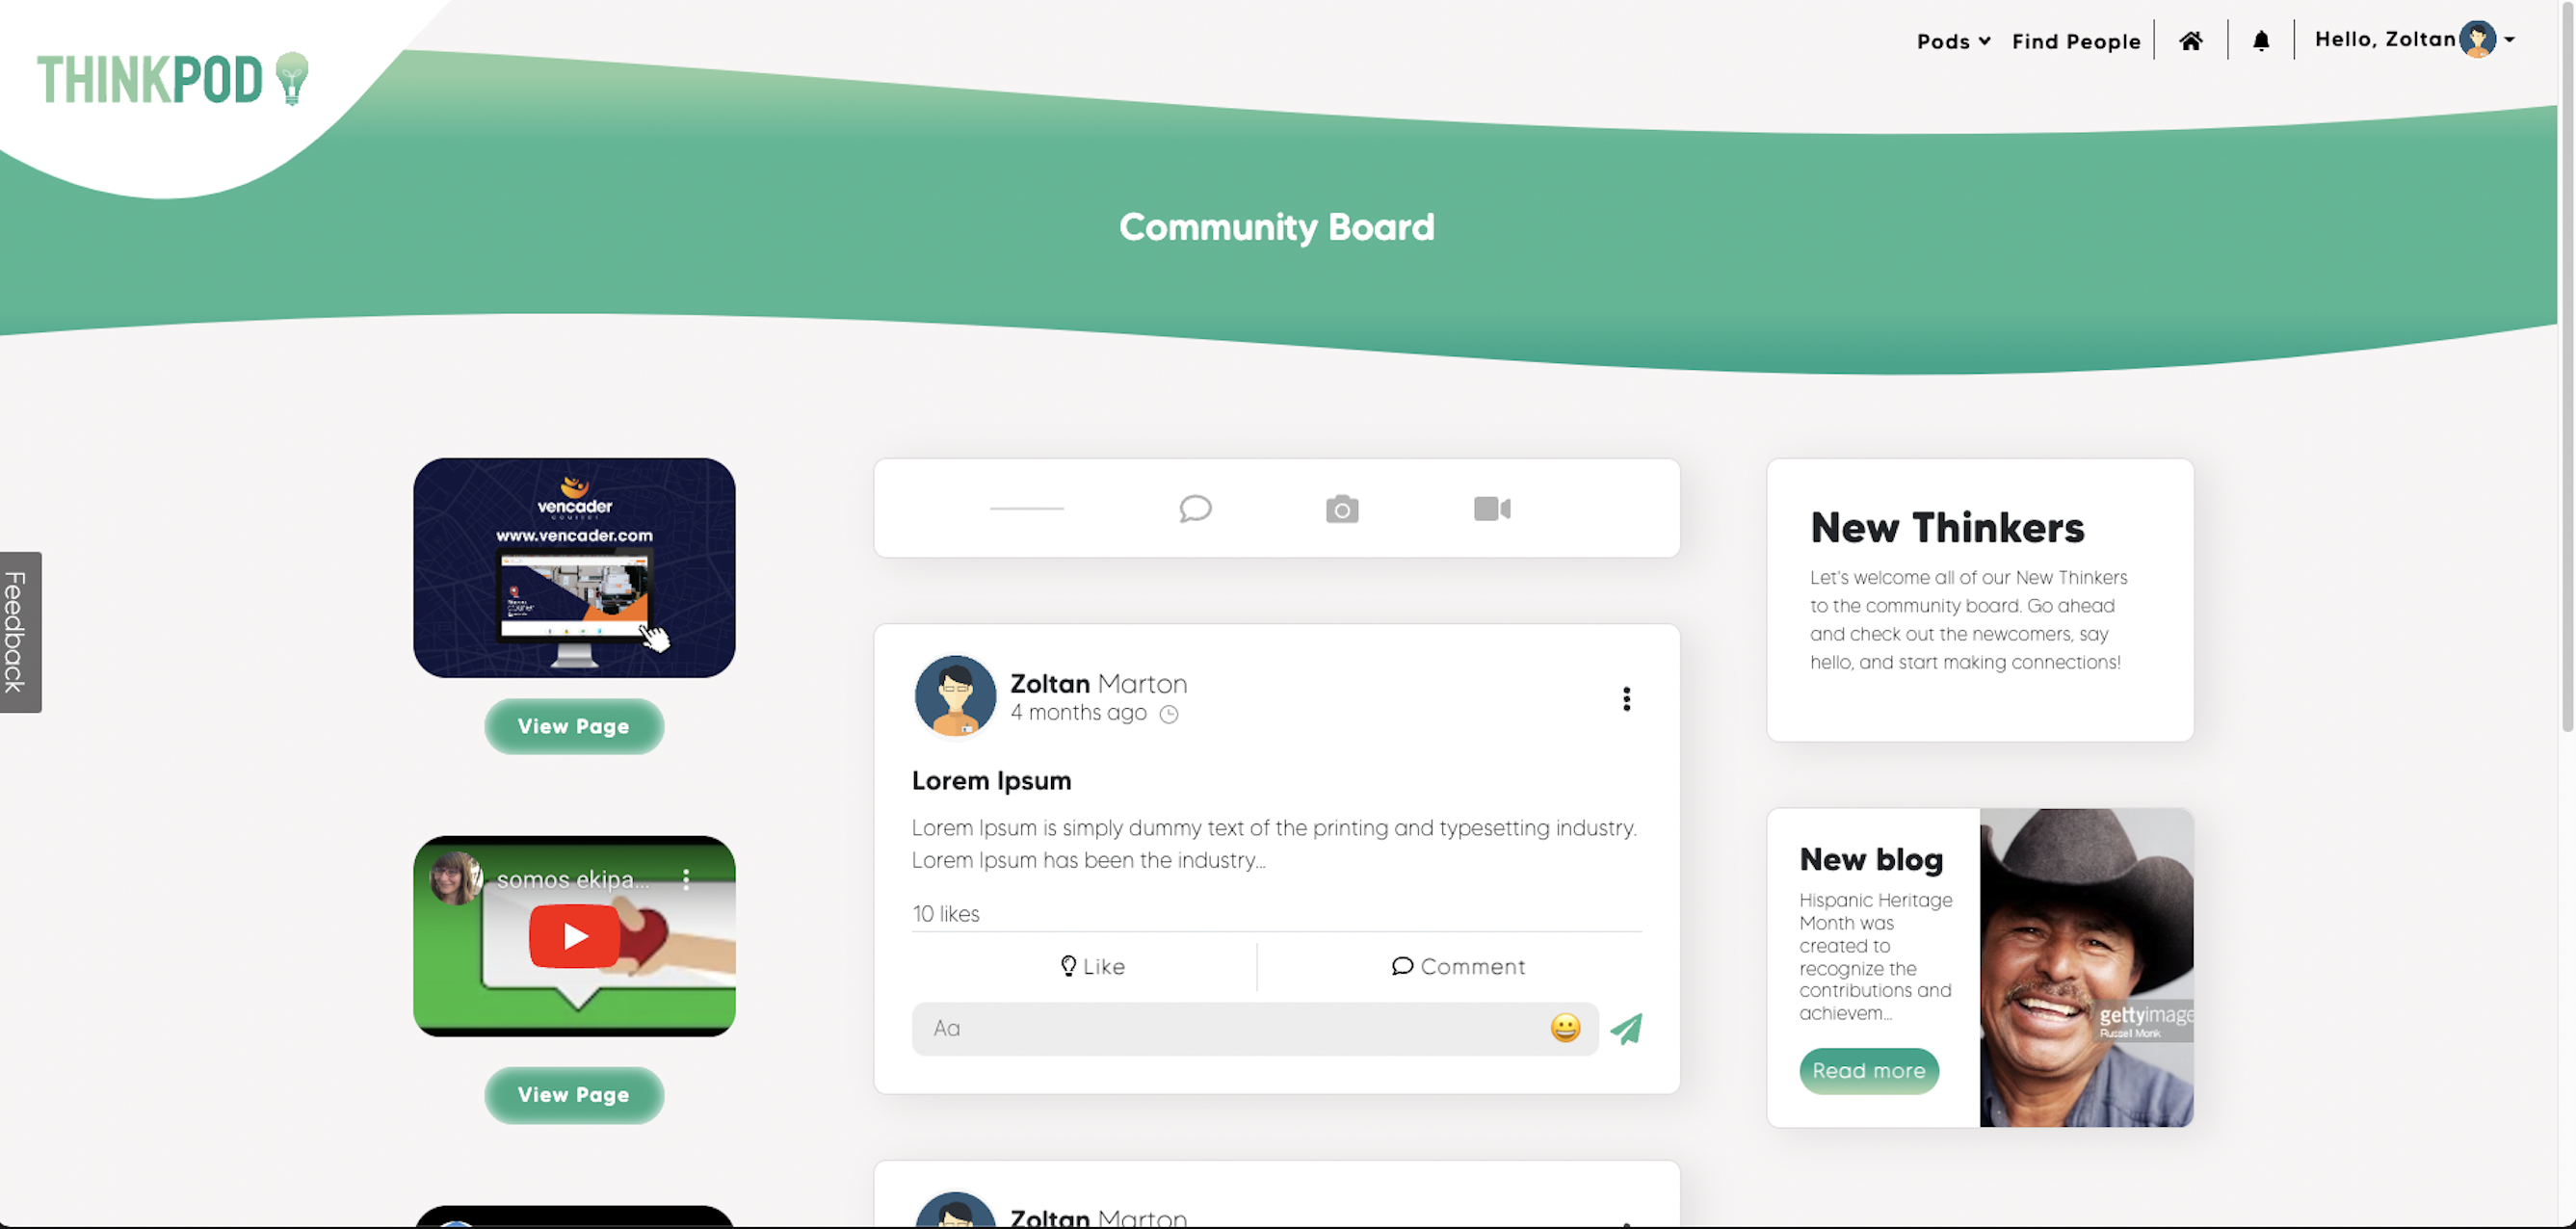 THINKPOD
Pods
Find People
Hello, Zoltan
Community Board
Feedback
vencader
www.vencader.com
View Page
somos ekipa...
View Page
Zoltan Marton
4 months ago
Lorem Ipsum
Lorem Ipsum is simply dummy text of the printing and typesetting industry.
Lorem Ipsum has been the industry...
10 likes
Like
Comment
Aa
Zoltan Marton
New Thinkers
Let's welcome all of our New Thinkers
to the community board. Go ahead
and check out the newcomers, say
hello, and start making connections!
New blog
Hispanic Heritage
Month was
created to
recognize the
contributions and
achievem...
Read more
gettyimage
Russell Monk